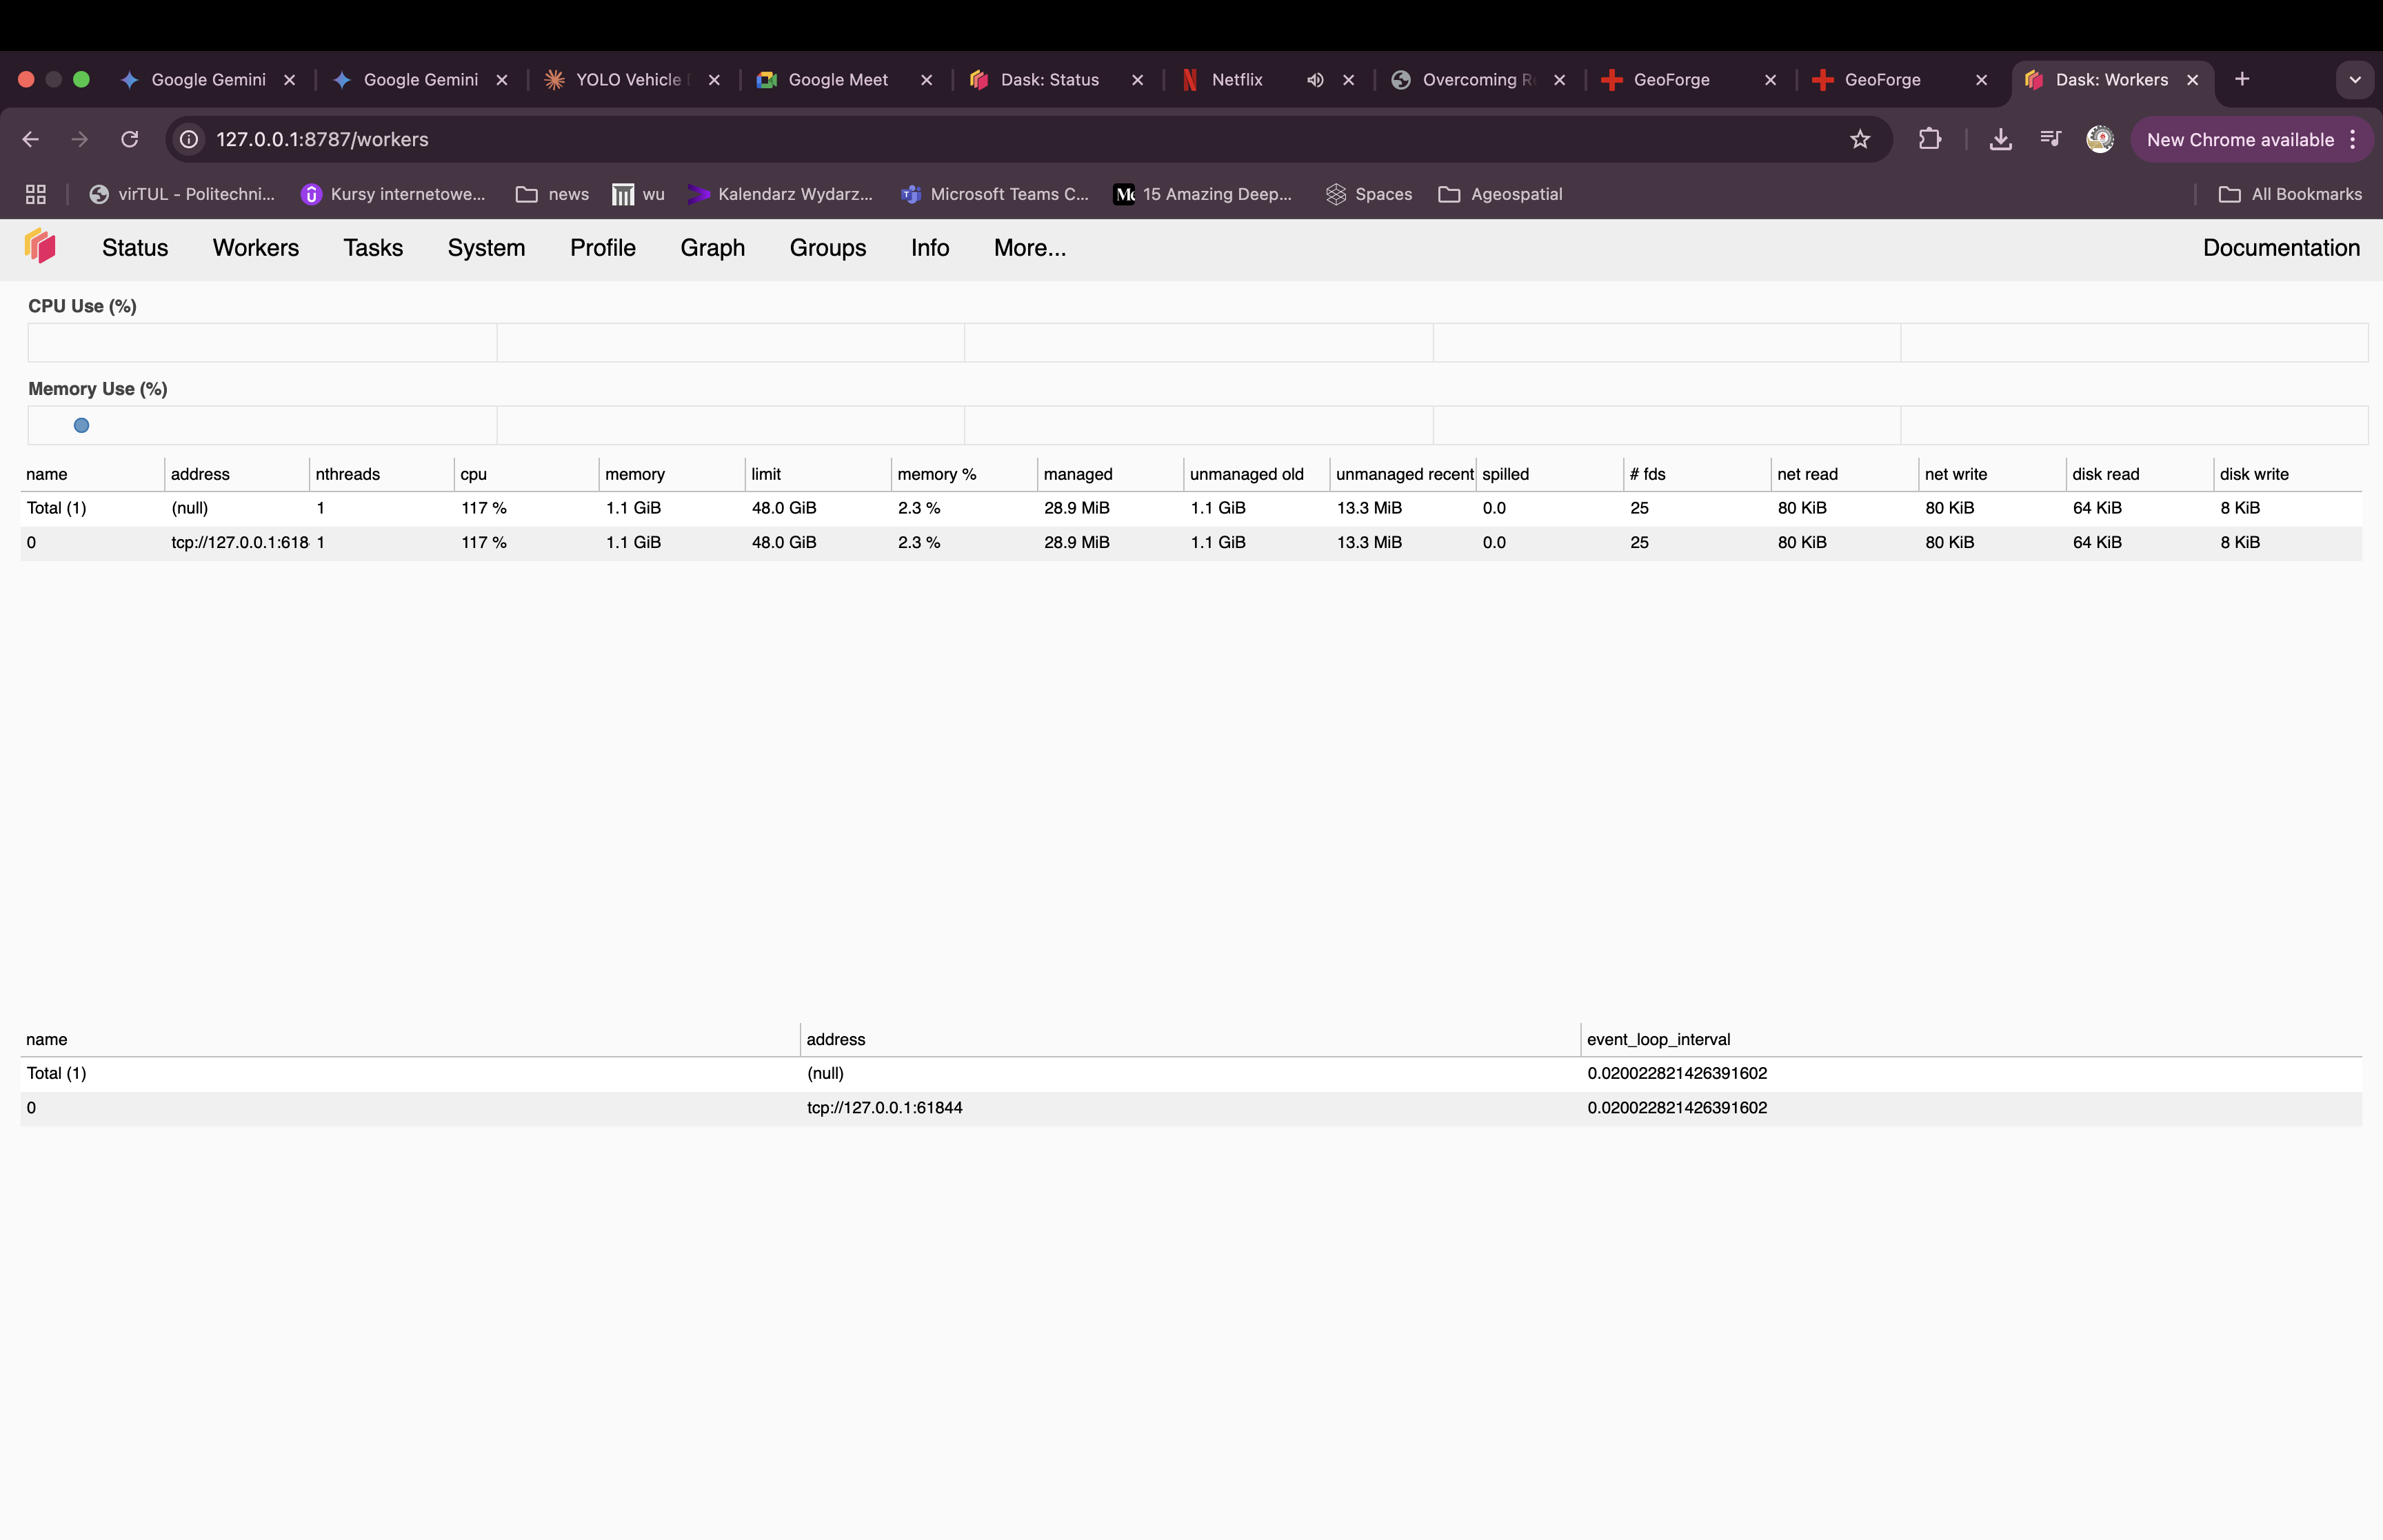 Google Gemini Google Gemini YOLO Vehicle Google Meet Dask: Status Netflix Overcoming GeoForge GeoForge Dask: Workers
127.0.0.1:8787/workers New Chrome available
virTUL - Politechni... Kursy internetowe... news wu Kalendarz Wydarz... Microsoft Teams C... 15 Amazing Deep... Spaces Ageospatial All Bookmarks
Status Workers Tasks System Profile Graph Groups Info More... Documentation
CPU Use (%)
Memory Use (%)
name address nthreads cpu memory limit memory % managed unmanaged old unmanaged recent spilled # fds net read net write disk read disk write
Total (1) (null) 1 117 % 1.1 GiB 48.0 GiB 2.3 % 28.9 MiB 1.1 GiB 13.3 MiB 0.0 25 80 KiB 80 KiB 64 KiB 8 KiB
0 tcp://127.0.0.1:618 1 117 % 1.1 GiB 48.0 GiB 2.3 % 28.9 MiB 1.1 GiB 13.3 MiB 0.0 25 80 KiB 80 KiB 64 KiB 8 KiB
name address event_loop_interval
Total (1) (null) 0.020022821426391602
0 tcp://127.0.0.1:61844 0.020022821426391602